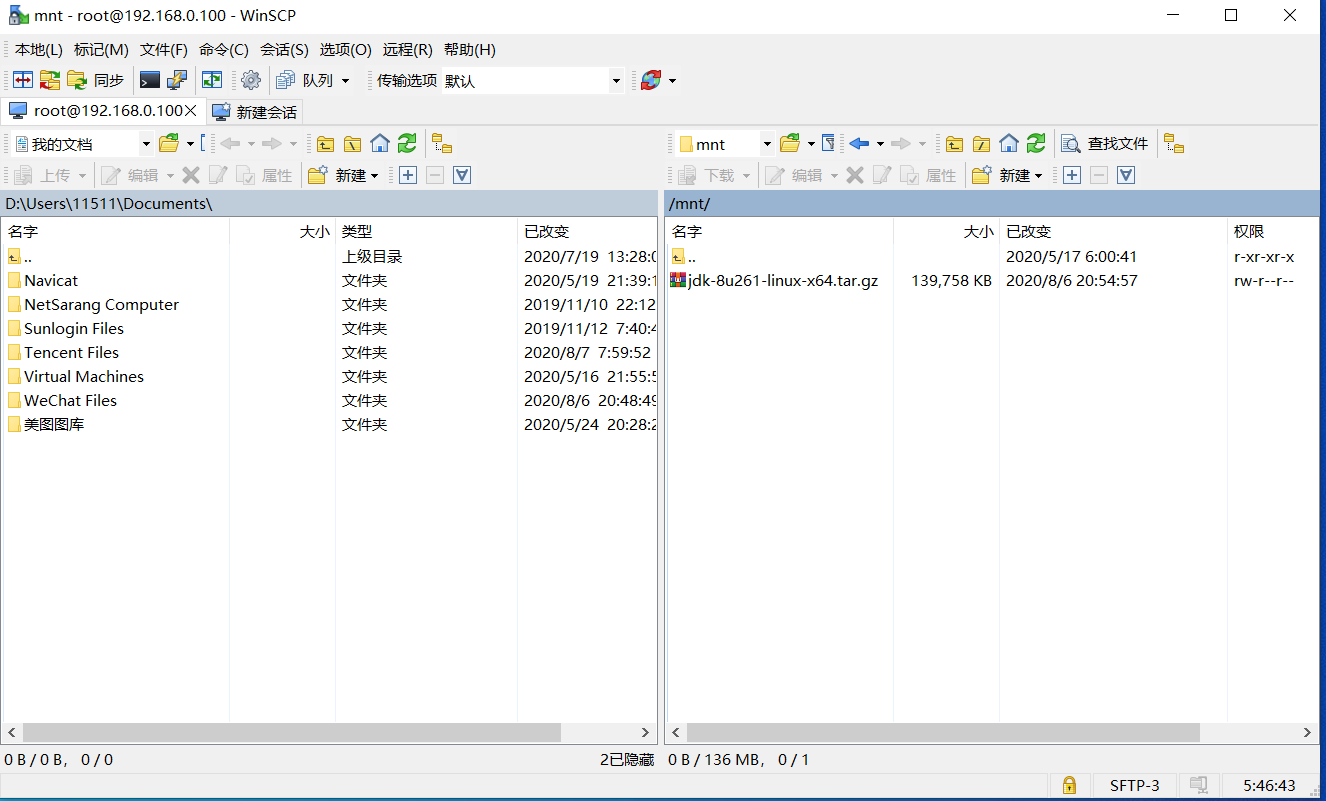 mnt - root@192.168.0.100 - WinSCP
本地(L) 标记(M) 文件(F) 命令(C) 会话(S) 选项(O) 远程(R) 帮助(H)
同步 队列 传输选项 默认
root@192.168.0.100 新建会话
我的文档
上传 编辑 属性 新建
D:\Users\11511\Documents\
名字 大小 类型 已改变
.. 上级目录 2020/7/19 13:28:0
Navicat 文件夹 2020/5/19 21:39:1
NetSarang Computer 文件夹 2019/11/10 22:12
Sunlogin Files 文件夹 2019/11/12 7:40:4
Tencent Files 文件夹 2020/8/7 7:59:52
Virtual Machines 文件夹 2020/5/16 21:55:5
WeChat Files 文件夹 2020/8/6 20:48:49
美图图库 文件夹 2020/5/24 20:28:2
0 B / 0 B， 0 / 0 2已隐藏
mnt 查找文件
下载 编辑 属性 新建
/mnt/
名字 大小 已改变 权限
.. 2020/5/17 6:00:41 r-xr-xr-x
jdk-8u261-linux-x64.tar.gz 139,758 KB 2020/8/6 20:54:57 rw-r--r--
0 B / 136 MB， 0 / 1
SFTP-3 5:46:43